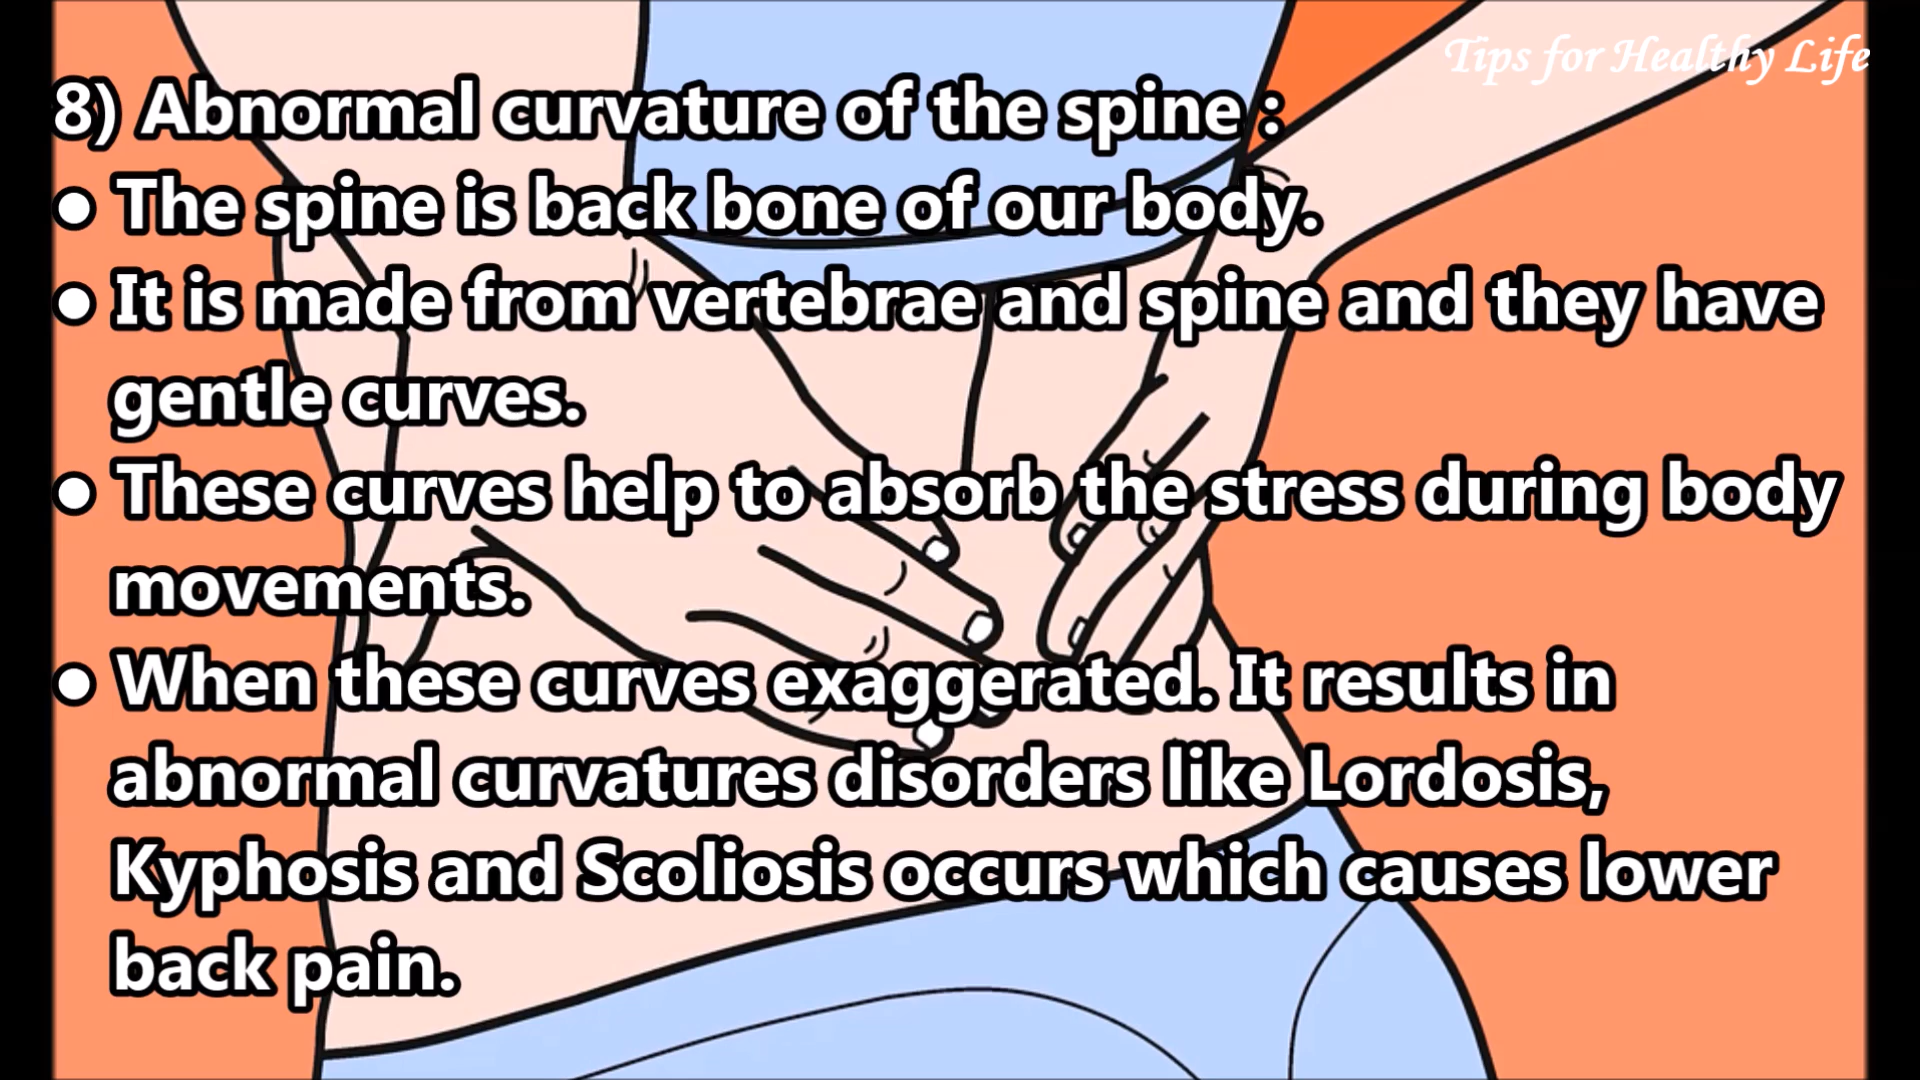 Tips for Healthy Life
8) Abnormal curvature of the spine :
● The spine is back bone of our body.
● It is made from vertebrae and spine and they have
gentle curves.
● These curves help to absorb the stress during body
movements.
● When these curves exaggerated. It results in
abnormal curvatures disorders like Lordosis,
Kyphosis and Scoliosis occurs which causes lower
back pain.